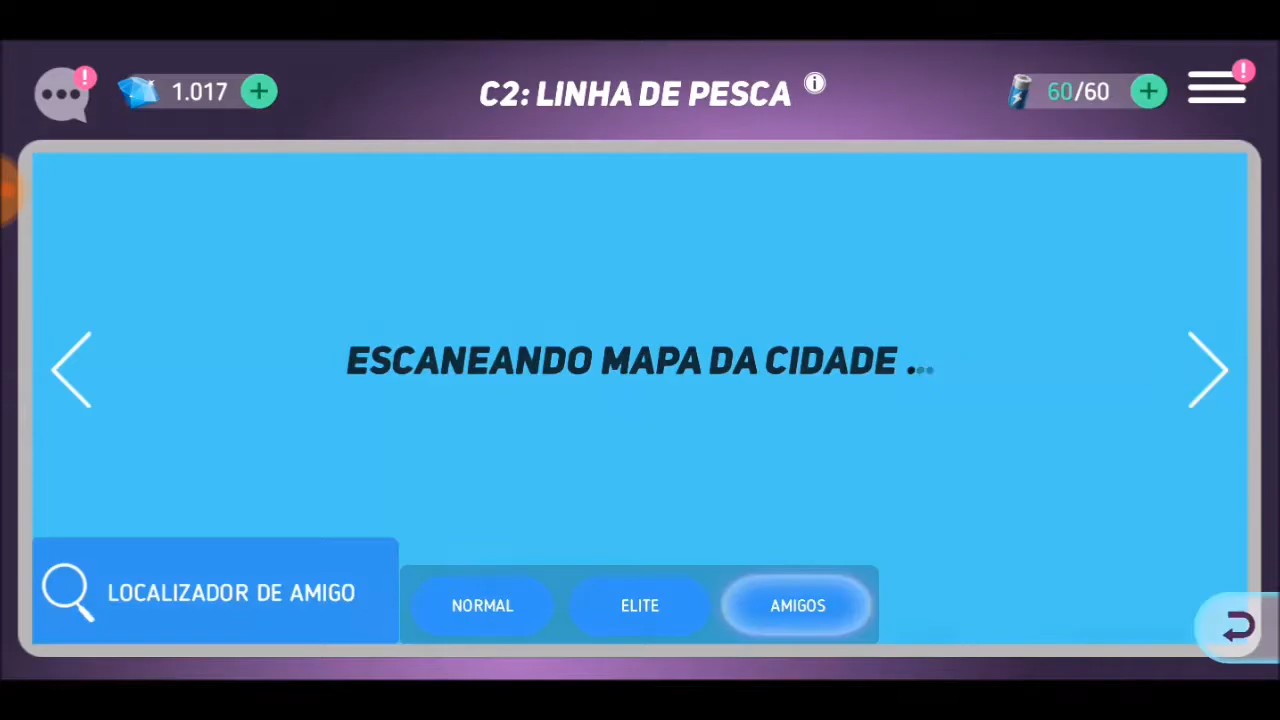 1.017
C2: LINHA DE PESCA
60/60
ESCANEANDO MAPA DA CIDADE ...
LOCALIZADOR DE AMIGO
NORMAL
ELITE
AMIGOS